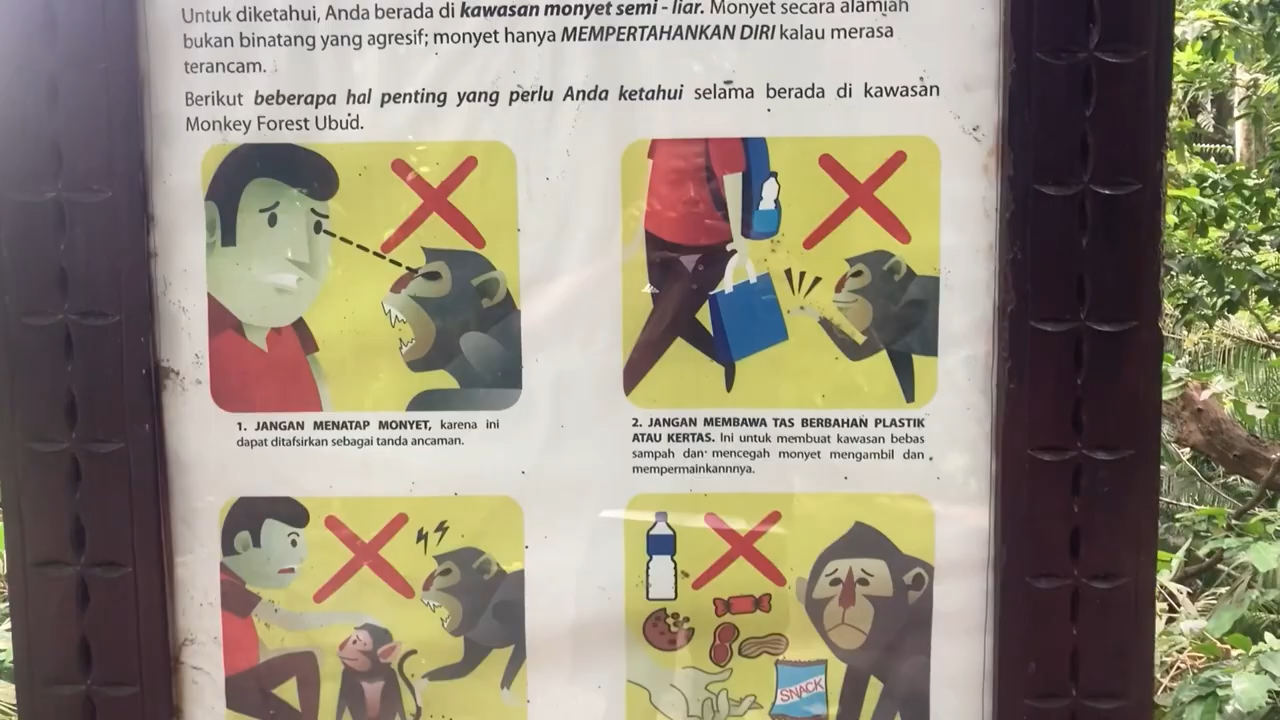 Untuk diketahui, Anda berada di kawasan monyet semi - liar. Monyet secara alamiah
bukan binatang yang agresif; monyet hanya MEMPERTAHANKAN DIRI kalau merasa
terancam.
Berikut beberapa hal penting yang perlu Anda ketahui selama berada di kawasan
Monkey Forest Ubud.
1. JANGAN MENATAP MONYET, karena ini
dapat ditafsirkan sebagai tanda ancaman.
2. JANGAN MEMBAWA TAS BERBAHAN PLASTIK
ATAU KERTAS. Ini untuk membuat kawasan bebas
sampah dan mencegah monyet mengambil dan
mempermainkannnya.
SNACK